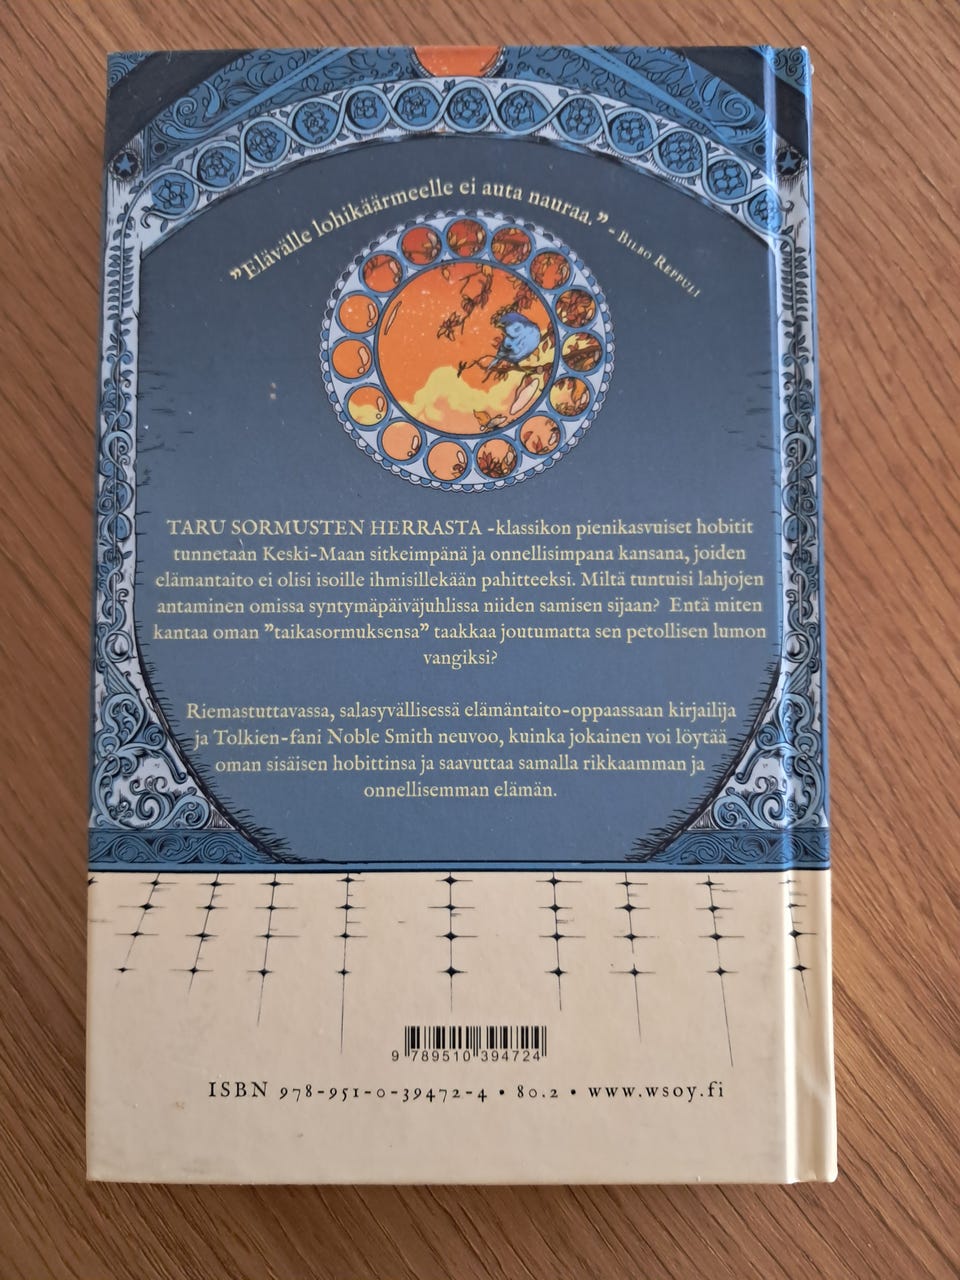 "Elävälle lohikäärmeelle ei auta nauraa." - Bilbo Reppuli
TARU SORMUSTEN HERRASTA -klassikon pienikasvuiset hobitit
tunnetaan Keski-Maan sitkeimpänä ja onnellisimpana kansana, joiden
elämäntaito ei olisi isoille ihmisillekään pahitteeksi. Miltä tuntuisi lahjojen
antaminen omissa syntymäpäiväjuhlissa niiden samisen sijaan? Entä miten
kantaa oman "taikasormuksensa" taakkaa joutumatta sen petollisen lumon
vangiksi?
Riemastuttavassa, salasyvällisessä elämäntaito-oppaassaan kirjailija
ja Tolkien-fani Noble Smith neuvoo, kuinka jokainen voi löytää
oman sisäisen hobittinsa ja saavuttaa samalla rikkaamman ja
onnellisemman elämän.
9 789510 394724
ISBN 978-951-0-39472-4 • 80.2 • www.wsoy.fi